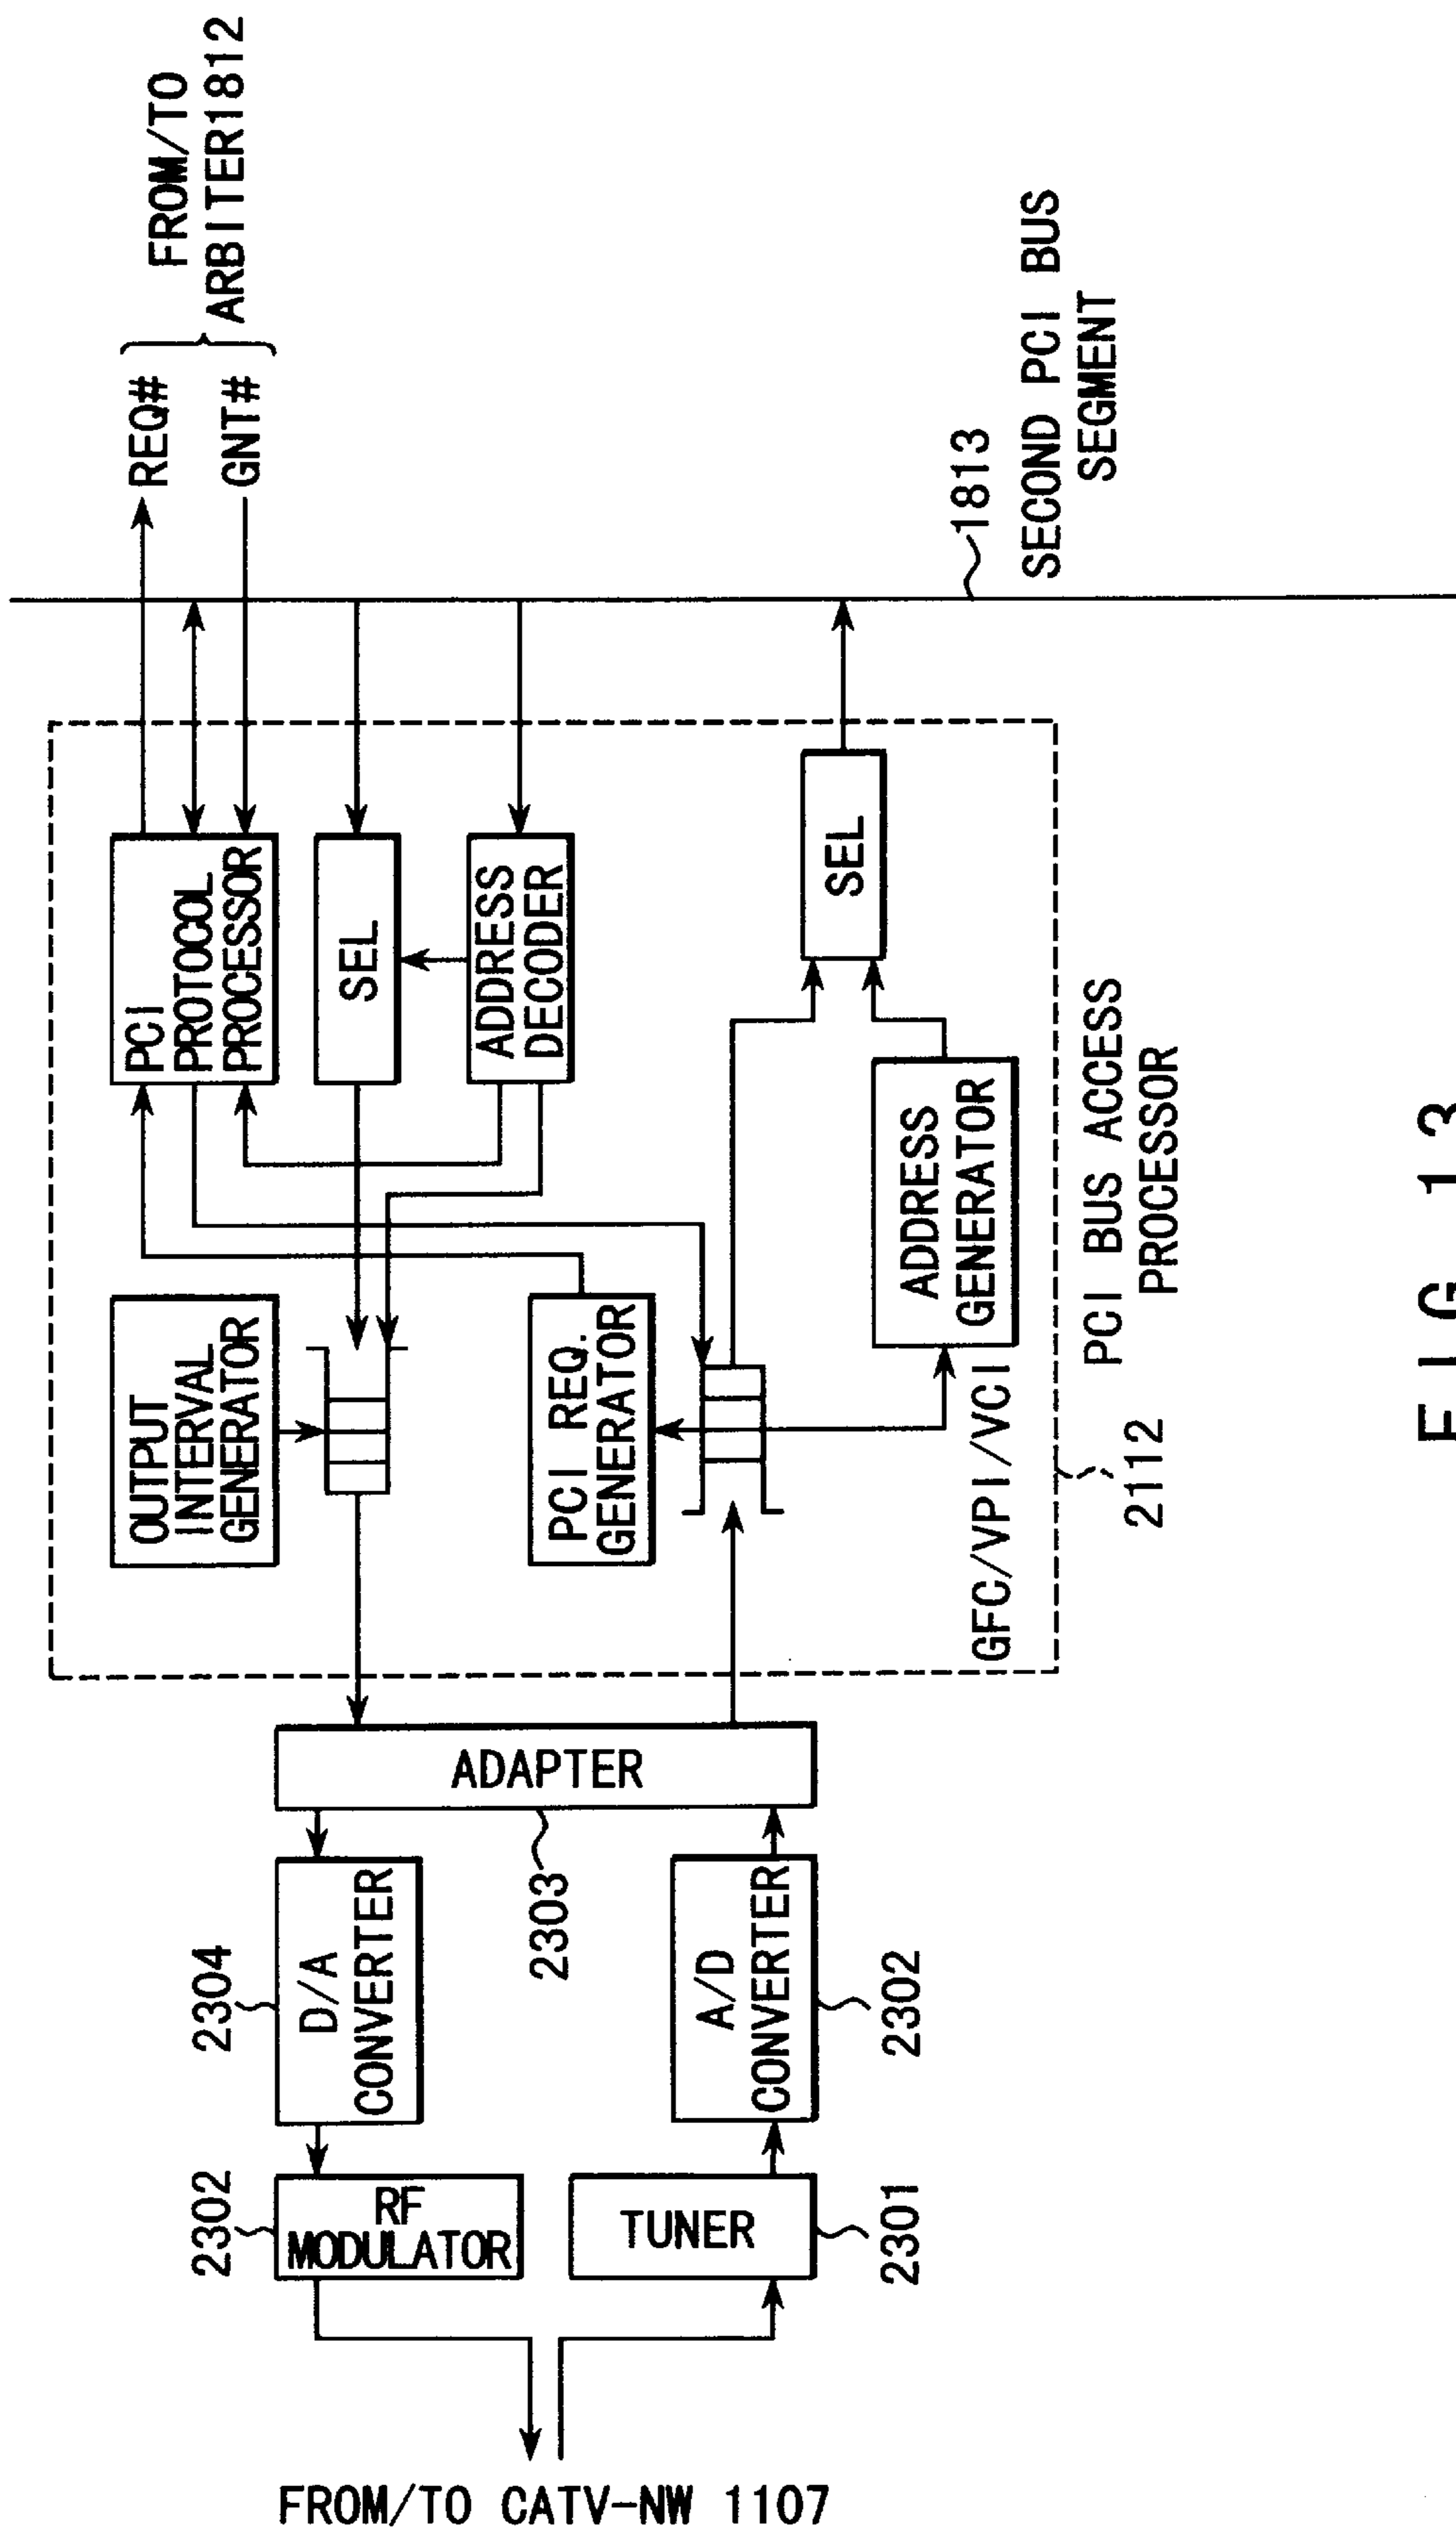 FROM/TO
ARBITER1812
REQ#
GNT#
1813
SECOND PCI BUS
SEGMENT
PCI
PROTOCOL
PROCESSOR
SEL
ADDRESS
DECODER
SEL
OUTPUT
INTERVAL
GENERATOR
PCI REQ.
GENERATOR
ADDRESS
GENERATOR
GFC/VPI/VCI
PCI BUS ACCESS
PROCESSOR
2112
ADAPTER
2303
2304
D/A
CONVERTER
A/D
CONVERTER
2302
2302
RF
MODULATOR
TUNER
2301
FROM/TO CATV-NW 1107
FIG. 13